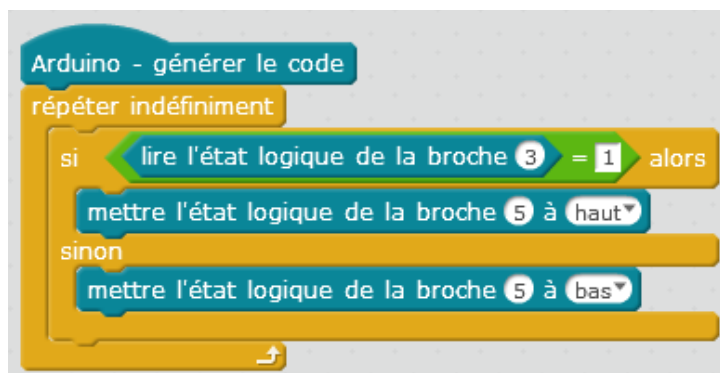 Arduino - générer le code
répéter indéfiniment
si lire l'état logique de la broche 3 = 1 alors
mettre l'état logique de la broche 5 à haut
sinon
mettre l'état logique de la broche 5 à bas